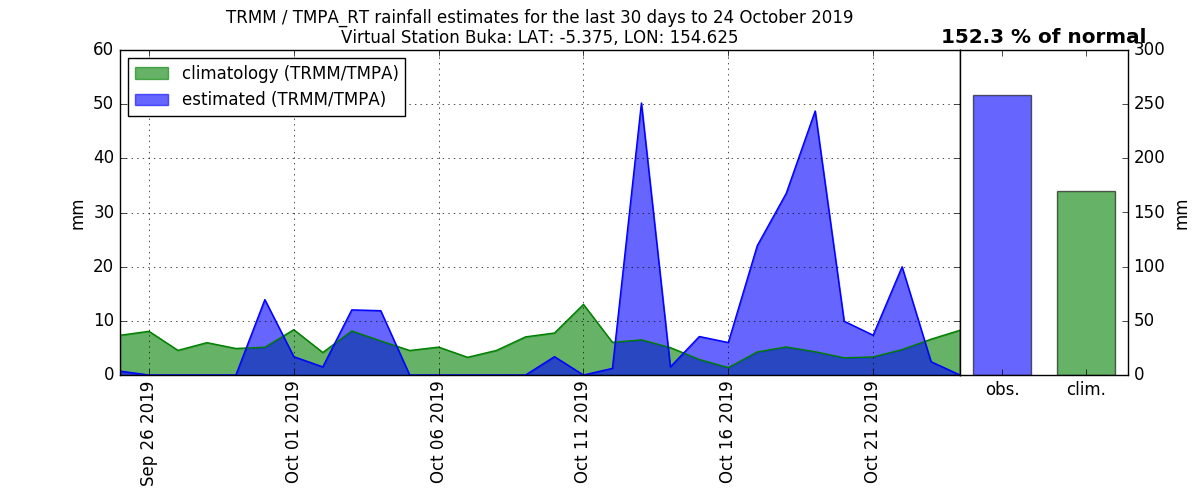 TRMM / TMPA_RT rainfall estimates for the last 30 days to 24 October 2019
Virtual Station Buka: LAT: -5.375, LON: 154.625
152.3 % of normal
climatology (TRMM/TMPA)
estimated (TRMM/TMPA)
60
50
40
30
20
10
0
mm
Sep 26 2019
Oct 01 2019
Oct 06 2019
Oct 11 2019
Oct 16 2019
Oct 21 2019
300
250
200
150
100
50
0
mm
obs.
clim.